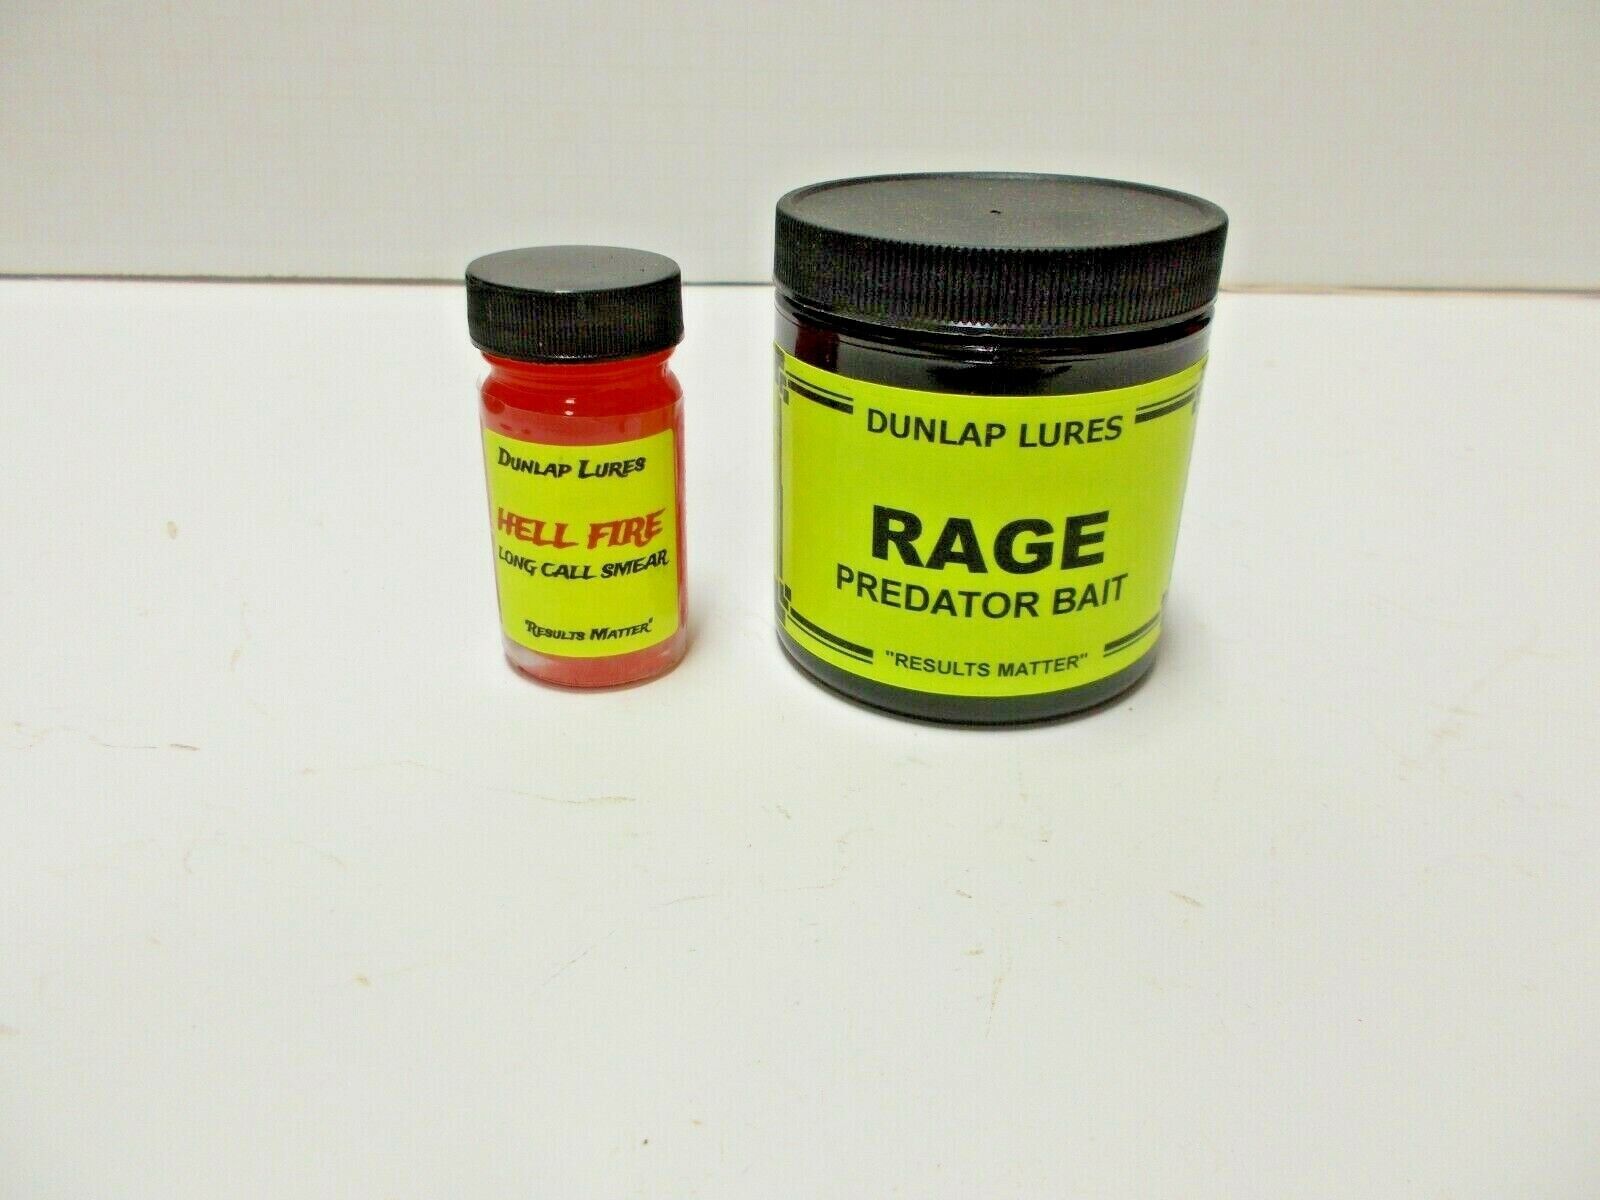 DUNLAP LURES
HELL FIRE
LONG CALL SMEAR
"RESULTS MATTER"
DUNLAP LURES
RAGE
PREDATOR BAIT
"RESULTS MATTER"